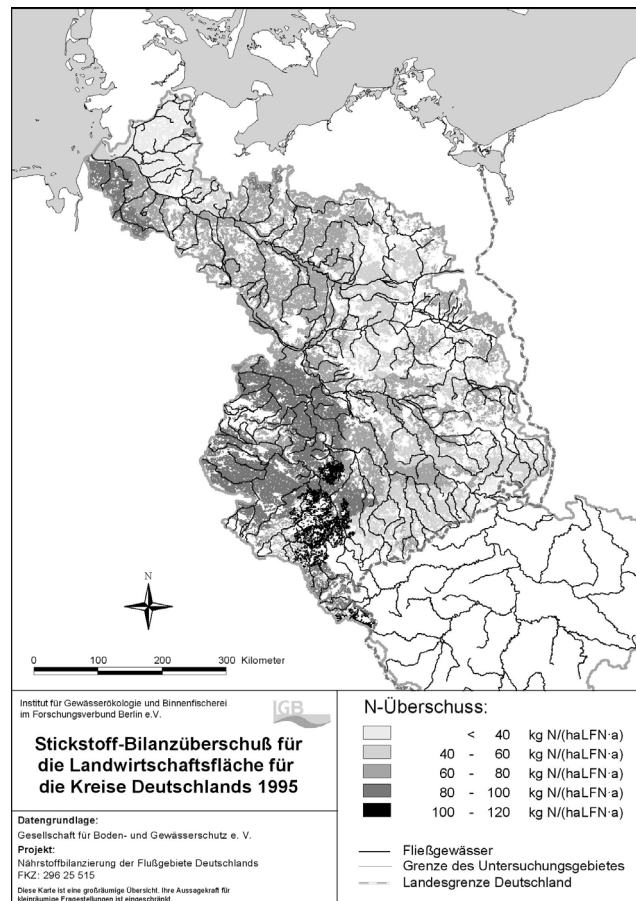 N
0 100 200 300 Kilometer
Institut für Gewässerökologie und Binnenfischerei
im Forschungsverbund Berlin e.V.
IGB
Stickstoff-Bilanzüberschuß für
die Landwirtschaftsfläche für
die Kreise Deutschlands 1995
Datengrundlage:
Gesellschaft für Boden- und Gewässerschutz e. V.
Projekt:
Nährstoffbilanzierung der Flußgebiete Deutschlands
FKZ: 296 25 515
Diese Karte ist eine großräumige Übersicht. Ihre Aussagekraft für
kleinräumige Fragestellungen ist eingeschränkt.
N-Überschuss:
< 40 kg N/(haLFN·a)
40 - 60 kg N/(haLFN·a)
60 - 80 kg N/(haLFN·a)
80 - 100 kg N/(haLFN·a)
100 - 120 kg N/(haLFN·a)
Fließgewässer
Grenze des Untersuchungsgebietes
Landesgrenze Deutschland